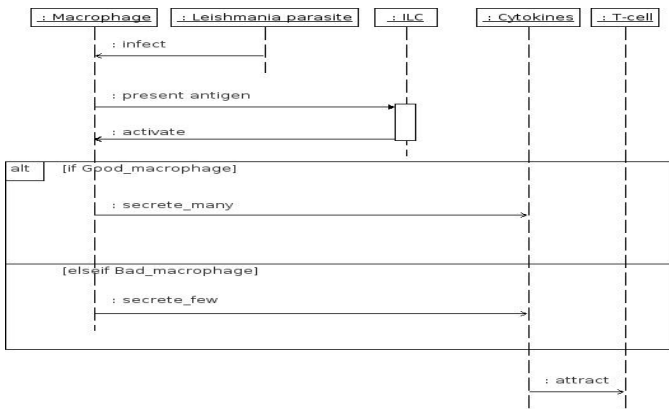 : Macrophage : Leishmania parasite : ILC : Cytokines : T-cell
: infect
: present antigen
: activate
alt [if Good_macrophage]
: secrete_many
[elseif Bad_macrophage]
: secrete_few
: attract